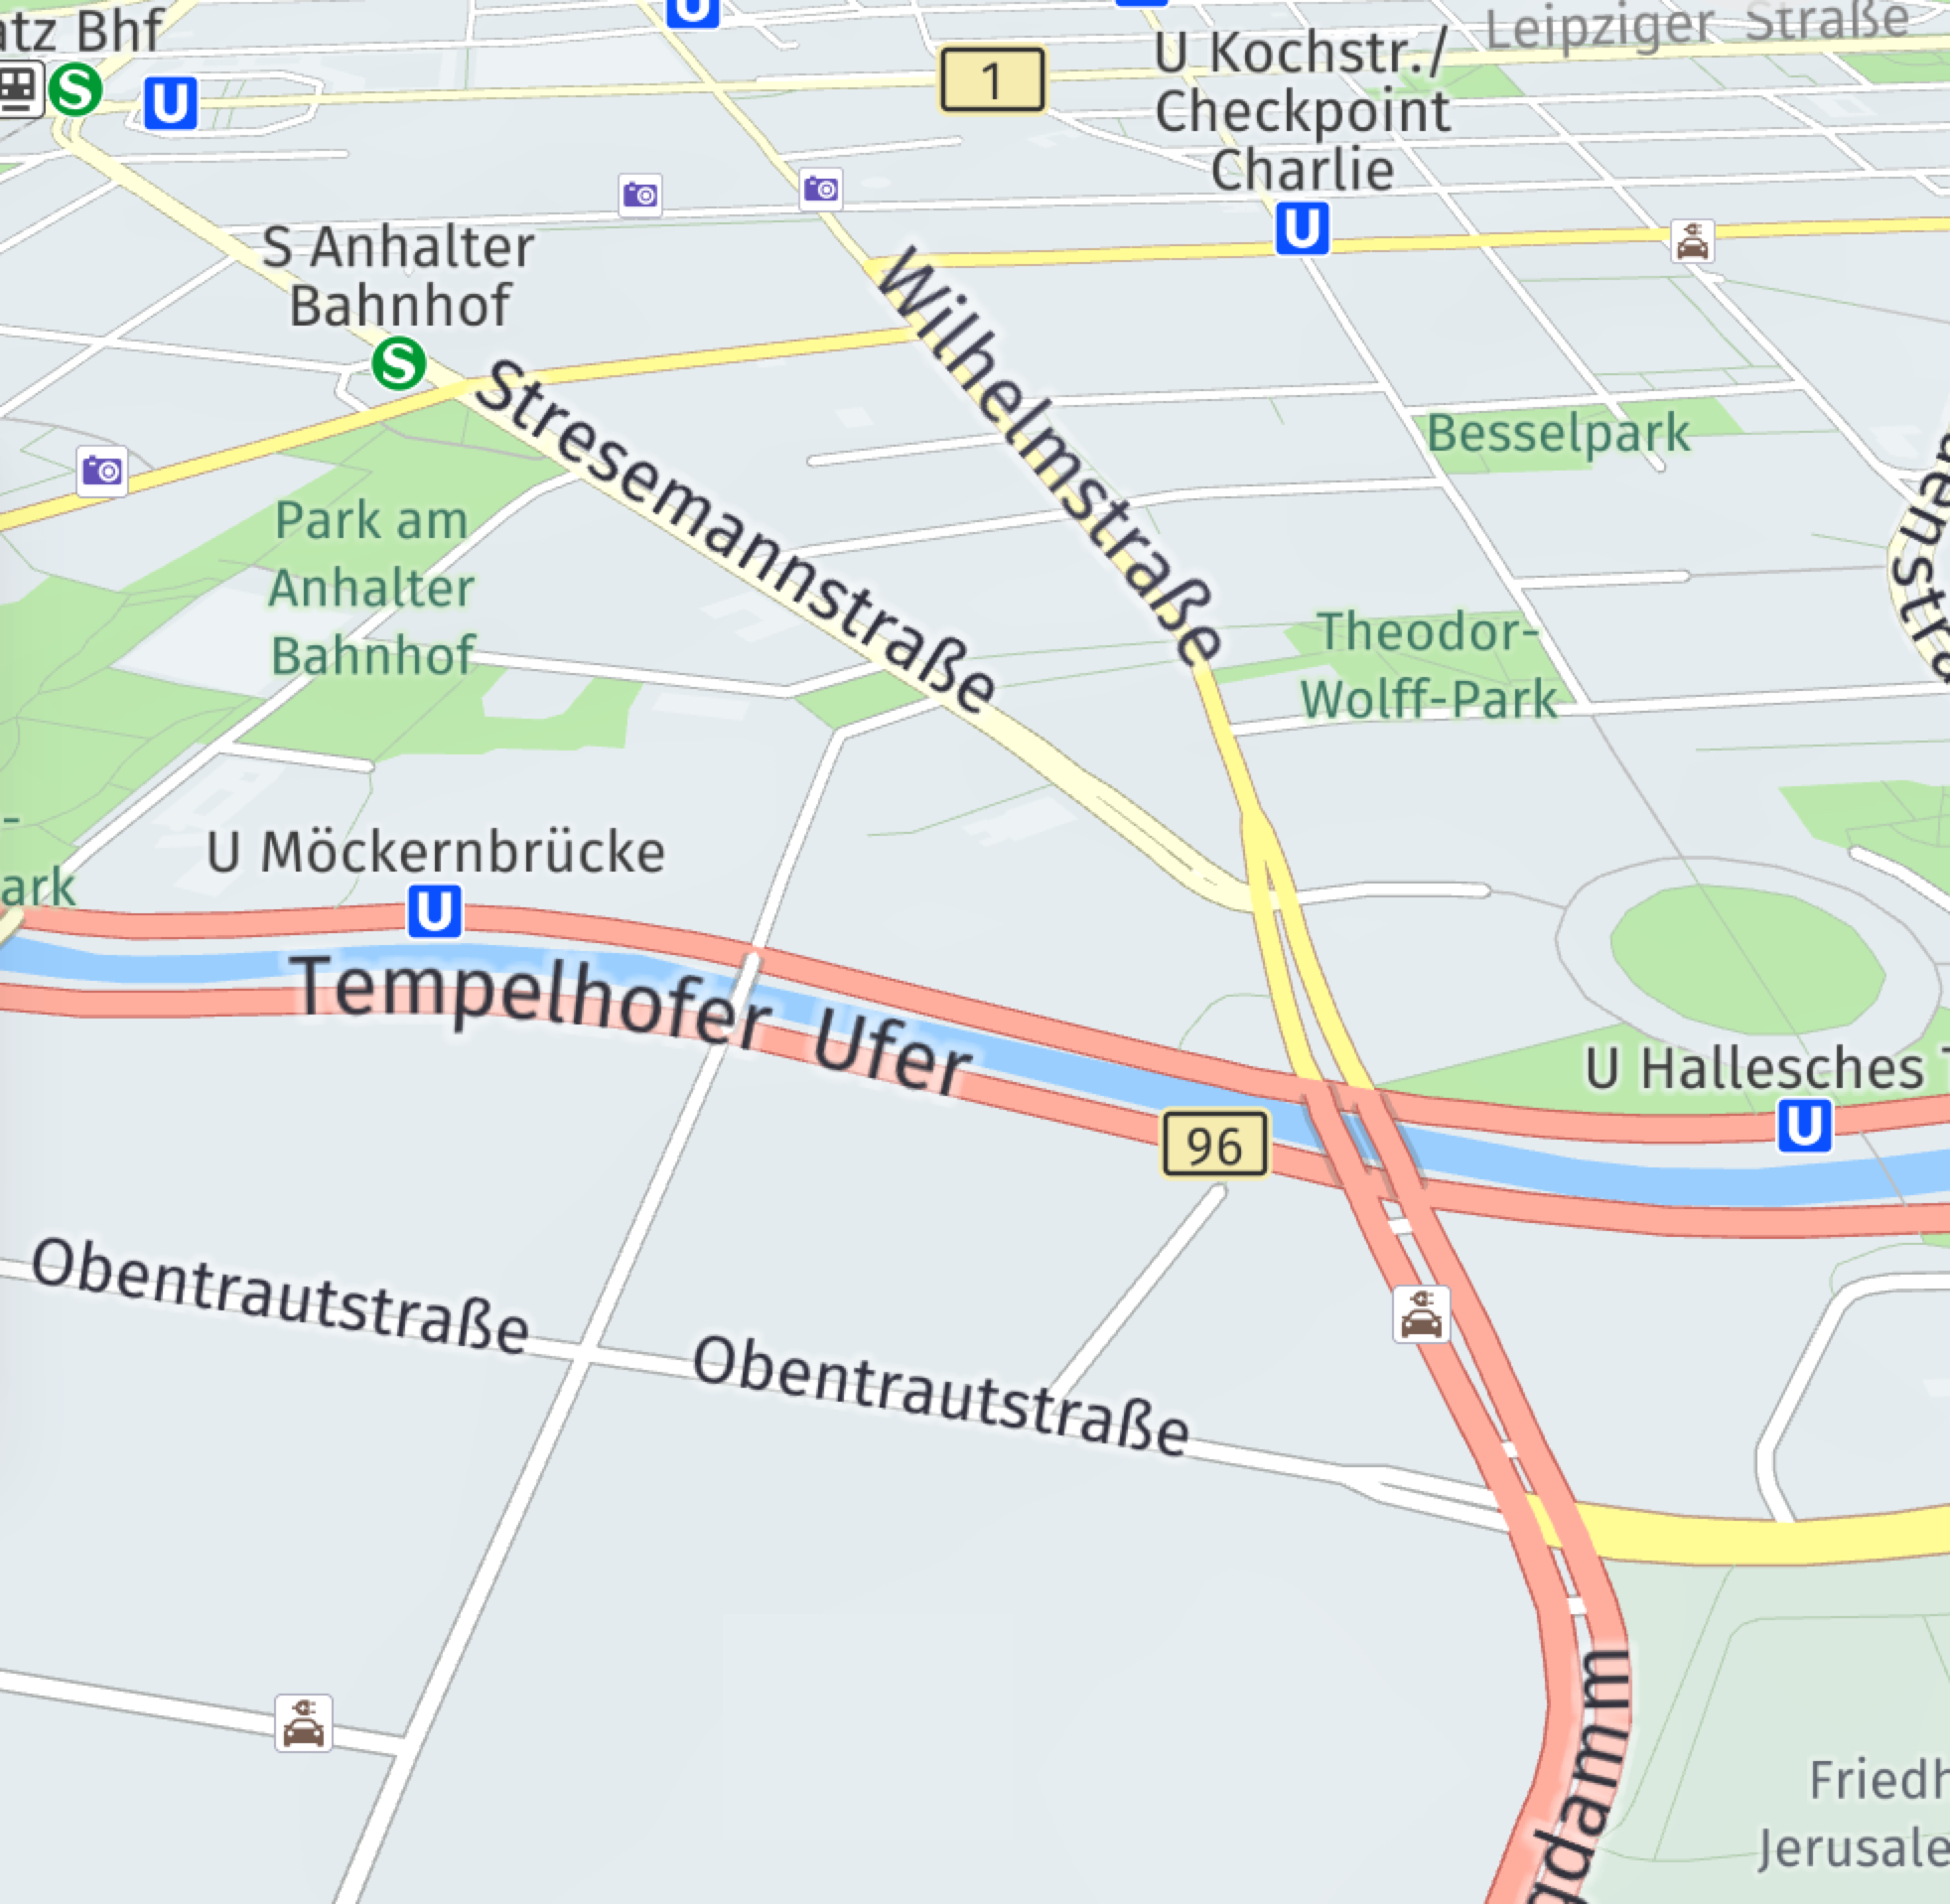 atz Bhf
S
U
U
1
U Kochstr./
Checkpoint
Charlie
U
Leipziger Straße
S Anhalter
Bahnhof
S
Wilhelmstraße
Stresemannstraße
Besselpark
Park am
Anhalter
Bahnhof
Theodor-
Wolff-Park
-
ark
U Möckernbrücke
U
Tempelhofer Ufer
U Hallesches
U
96
Obentrautstraße
Obentrautstraße
gdamm
Friedh
Jerusale